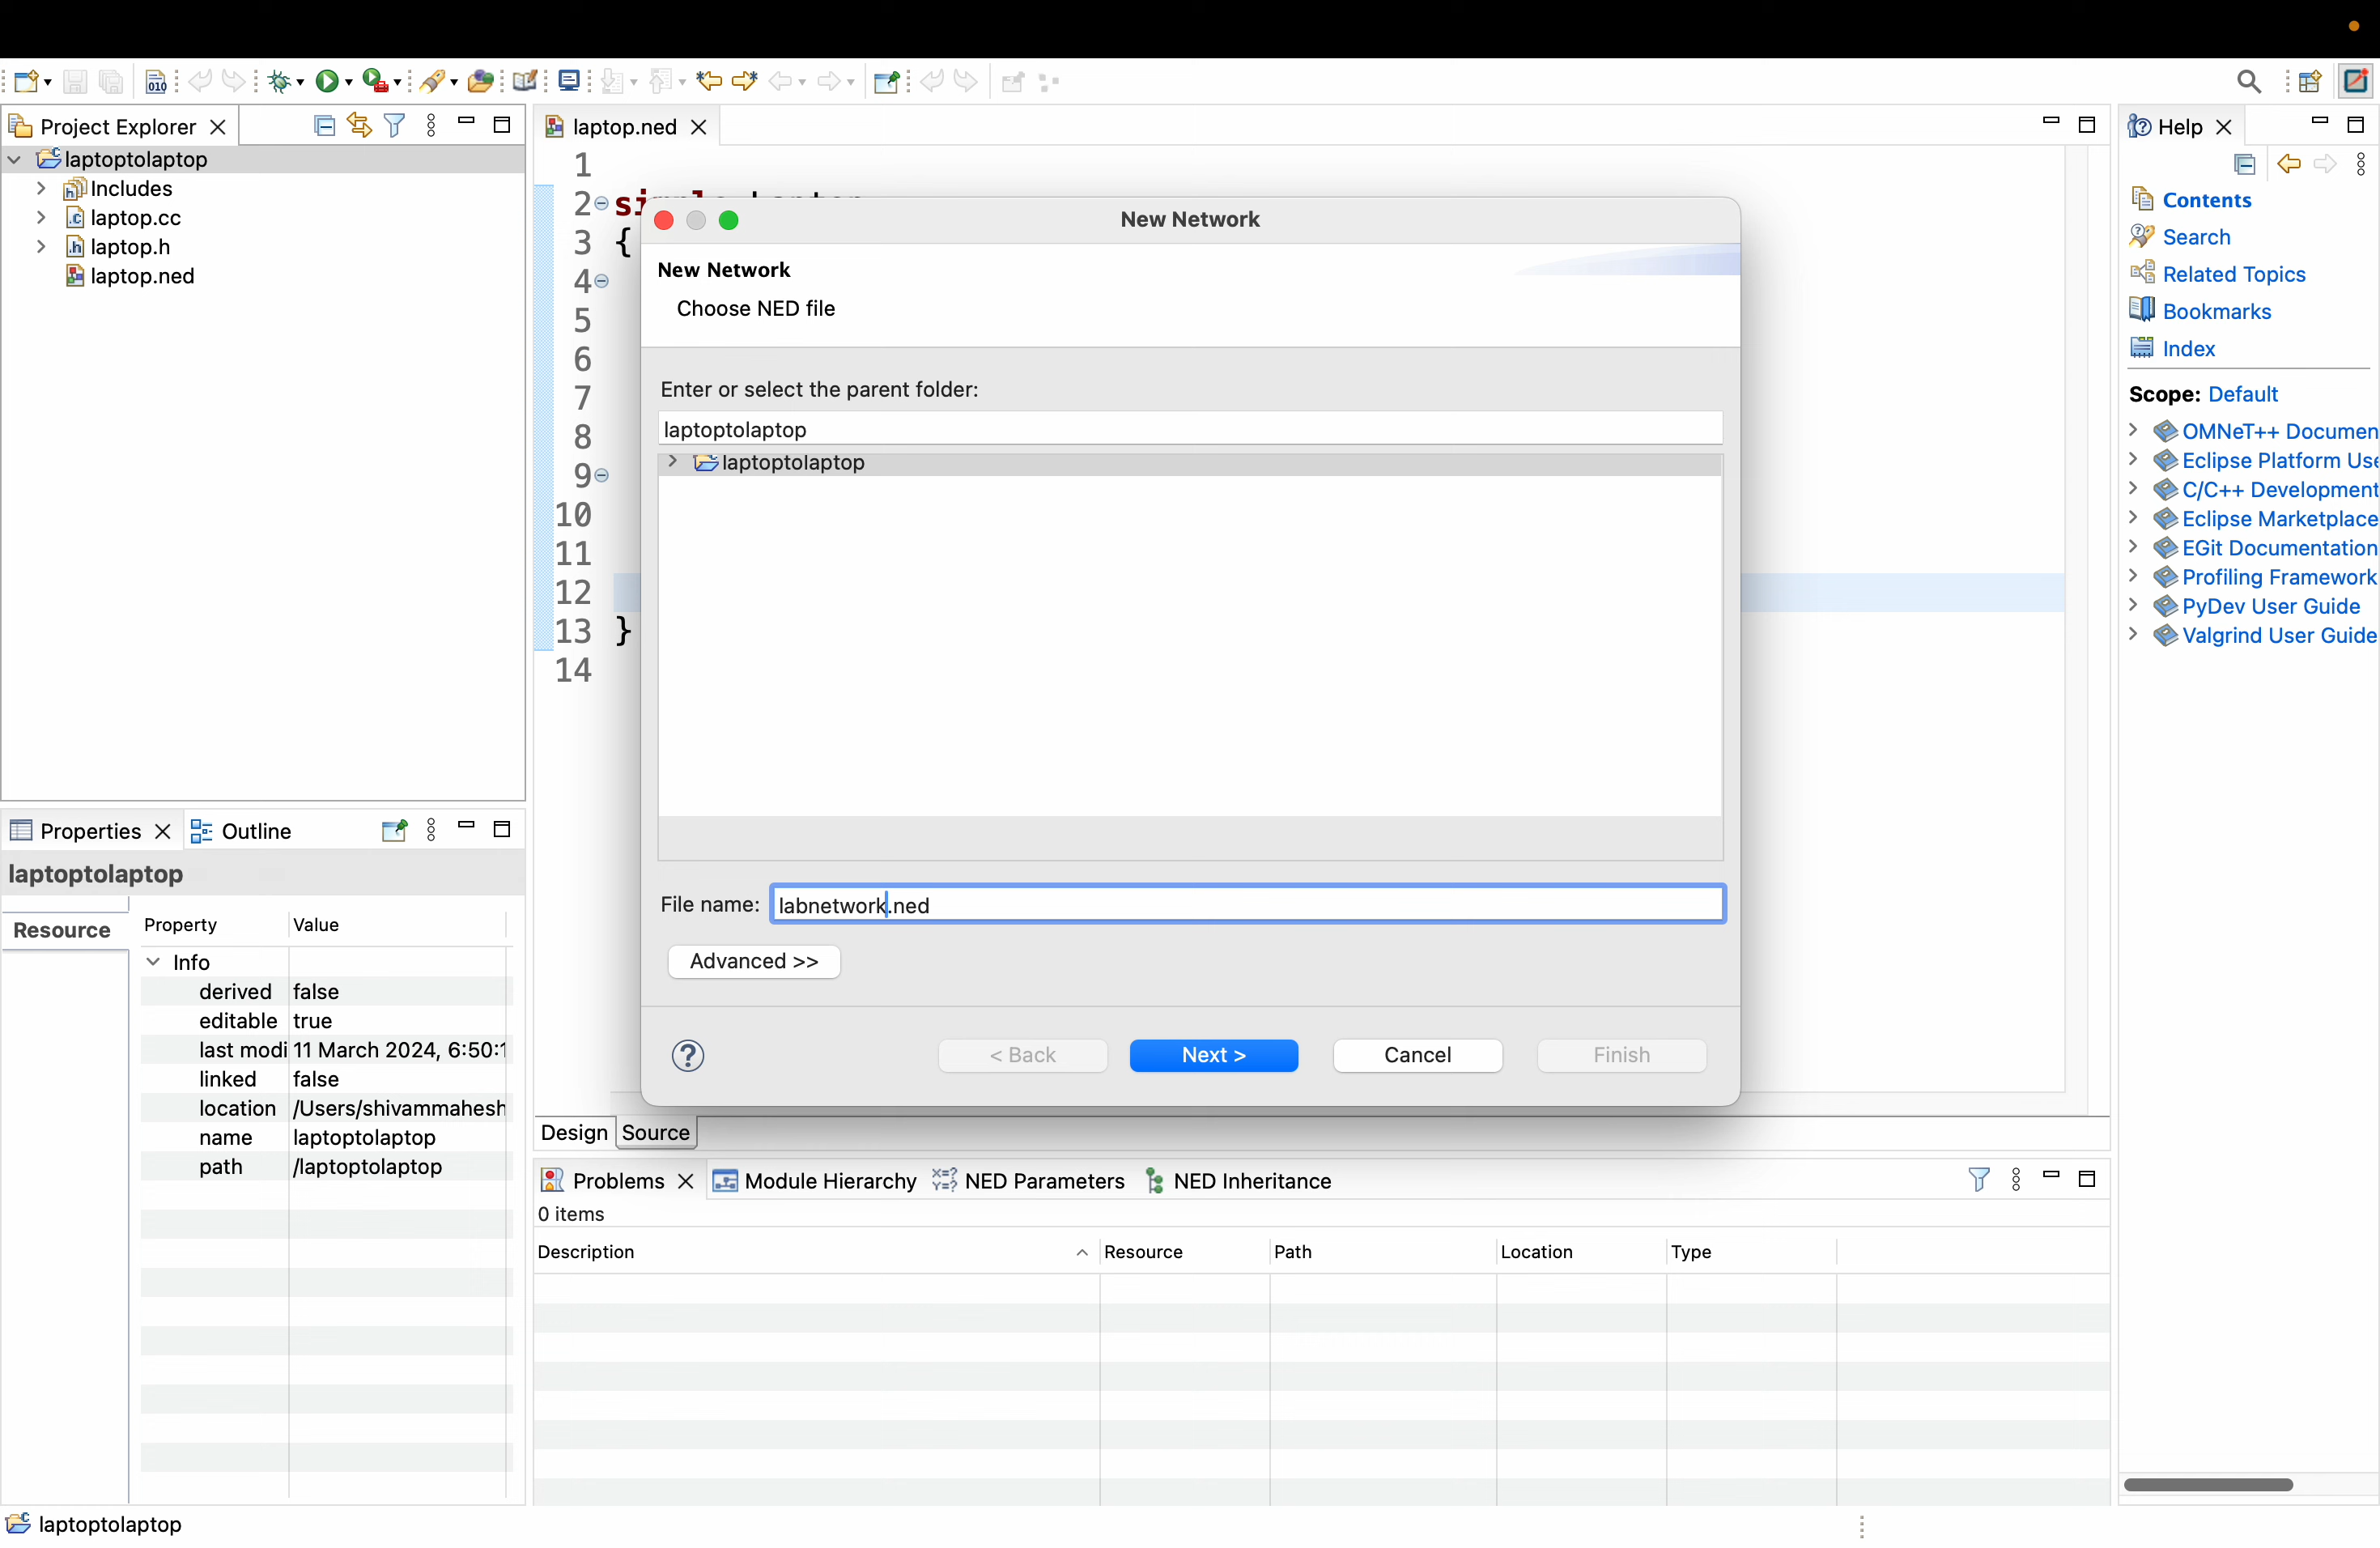 Project Explorer
laptoptolaptop
Includes
laptop.cc
laptop.h
laptop.ned
laptop.ned
1
2
3 {
4
5
6
7
8
9
10
11
12
13 }
14
New Network
New Network
Choose NED file
Enter or select the parent folder:
laptoptolaptop
laptoptolaptop
File name: labnetwork.ned
Advanced >>
< Back Next > Cancel Finish
Design Source
Help
Contents
Search
Related Topics
Bookmarks
Index
Scope: Default
OMNeT++ Documen
Eclipse Platform Use
C/C++ Development
Eclipse Marketplace
EGit Documentation
Profiling Framework
PyDev User Guide
Valgrind User Guide
Properties Outline
laptoptolaptop
Resource
Property Value
Info
derived false
editable true
last modi 11 March 2024, 6:50:1
linked false
location /Users/shivammahesh
name laptoptolaptop
path /laptoptolaptop
Problems Module Hierarchy NED Parameters NED Inheritance
0 items
Description Resource Path Location Type
laptoptolaptop